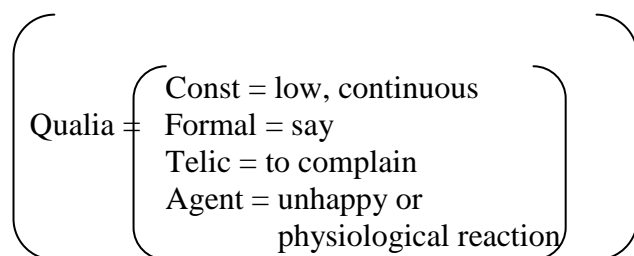 Const = low, continuous
Qualia = Formal = say
Telic = to complain
Agent = unhappy or
physiological reaction